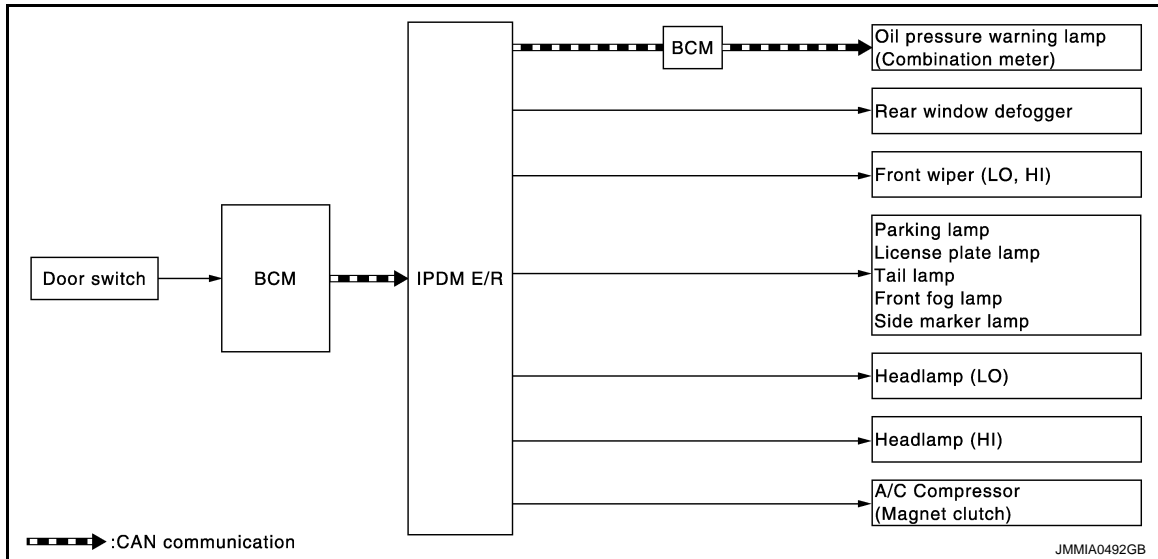 BCM
Oil pressure warning lamp
(Combination meter)
Rear window defogger
Front wiper (LO, HI)
Door switch
BCM
IPDM E/R
Parking lamp
License plate lamp
Tail lamp
Front fog lamp
Side marker lamp
Headlamp (LO)
Headlamp (HI)
A/C Compressor
(Magnet clutch)
:CAN communication
JMMIA0492GB